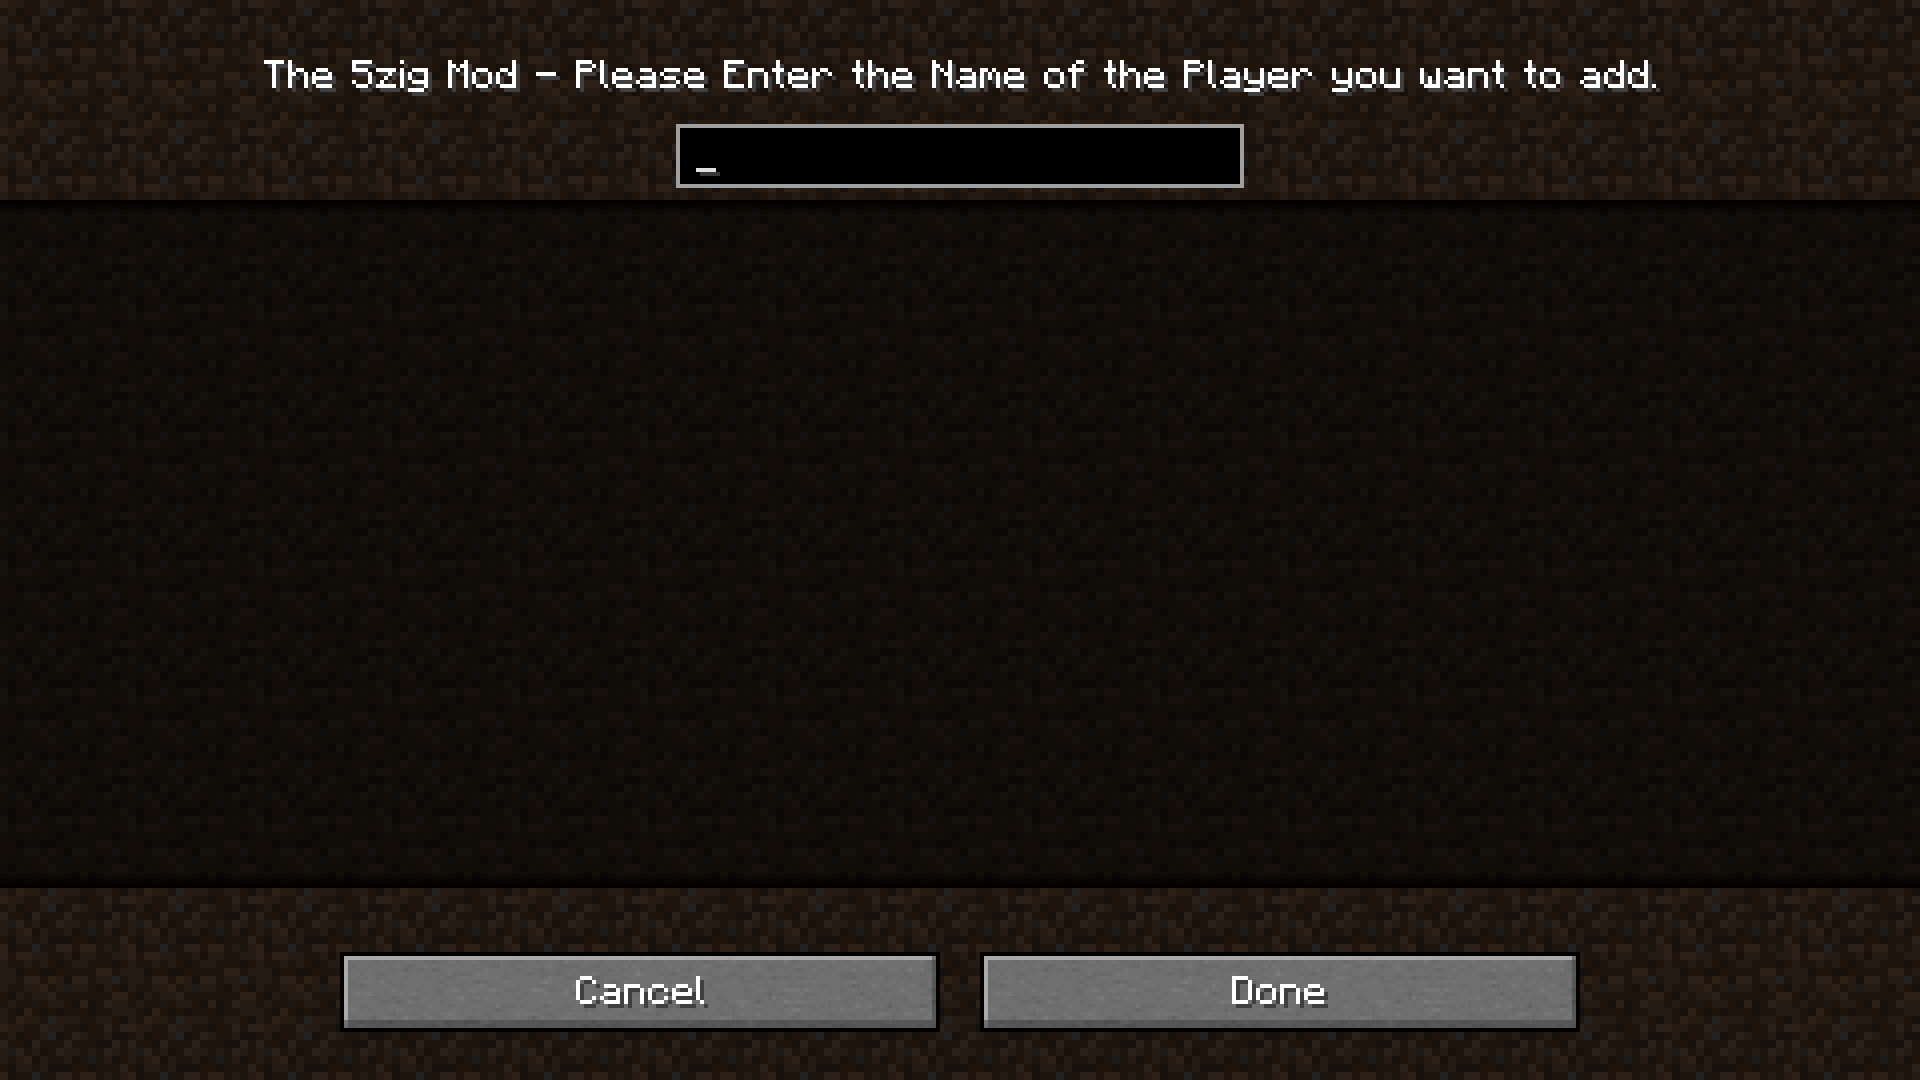 The 5zig Mod - Please Enter the Name of the Player you want to add.
_
Cancel
Done